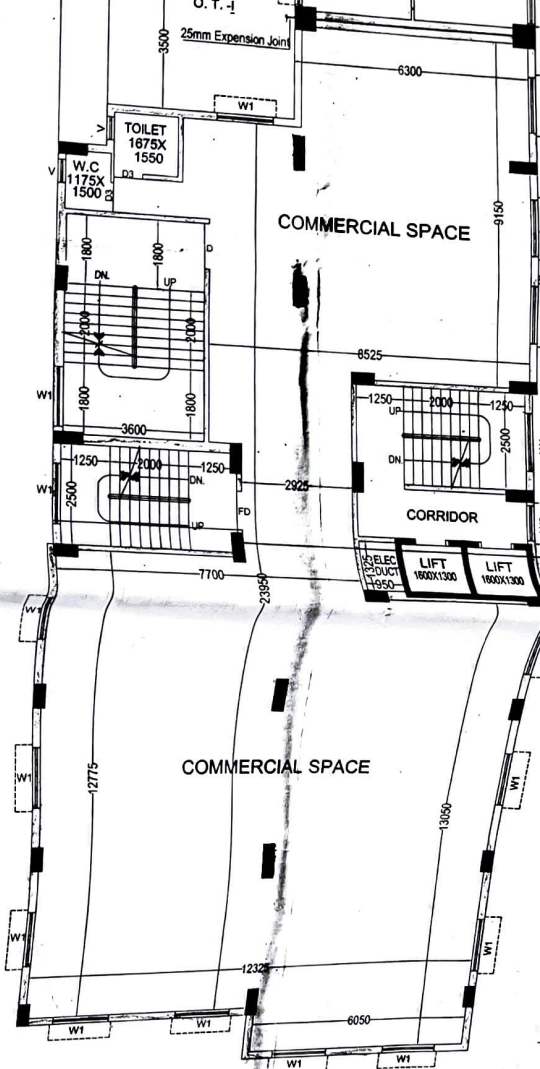 O. T. -I
25mm Expension Joint
3500
6300
W1
V
TOILET
1675X
1550
D3
V
W.C
1175X
1500
D3
9150
COMMERCIAL SPACE
1800
1800
D
DN.
UP
2000
2000
8525
W1
1800
1800
3600
1250
2000
1250
UP
2500
DN.
1250
2000
1250
DN.
2925
W1
2500
FD
UP
CORRIDOR
7700
23950
1325
ELEC
DUCT
950
LIFT
1600X1300
LIFT
1600X1300
W1
COMMERCIAL SPACE
W1
12775
W1
13050
W1
W1
12325
6050
W1
W1
W1
W1